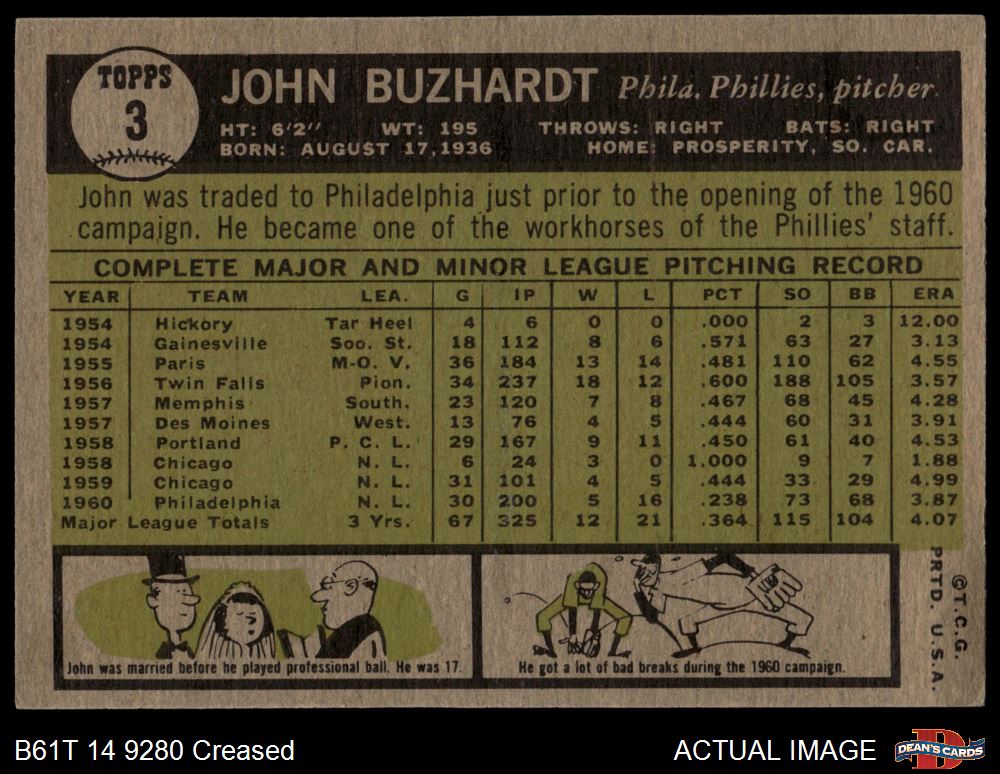 TOPPS
3
JOHN BUZHARDT Phila. Phillies, pitcher
HT: 6'2" WT: 195 THROWS: RIGHT BATS: RIGHT
BORN: AUGUST 17, 1936 HOME: PROSPERITY, SO. CAR.
John was traded to Philadelphia just prior to the opening of the 1960
campaign. He became one of the workhorses of the Phillies' staff.
COMPLETE MAJOR AND MINOR LEAGUE PITCHING RECORD
YEAR TEAM LEA. G IP W L PCT SO BB ERA
1954 Hickory Tar Heel 4 6 0 0 .000 2 3 12.00
1954 Gainesville Soo. St. 18 112 8 6 .571 63 27 3.13
1955 Paris M-O. V. 36 184 13 14 .481 110 62 4.55
1956 Twin Falls Pion. 34 237 18 12 .600 188 105 3.57
1957 Memphis South. 23 120 7 8 .467 68 45 4.28
1957 Des Moines West. 13 76 4 5 .444 60 31 3.91
1958 Portland P. C. L. 29 167 9 11 .450 61 40 4.53
1958 Chicago N. L. 6 24 3 0 1.000 9 7 1.88
1959 Chicago N. L. 31 101 4 5 .444 33 29 4.99
1960 Philadelphia N. L. 30 200 5 16 .238 73 68 3.87
Major League Totals 3 Yrs. 67 325 12 21 .364 115 104 4.07
John was married before he played professional ball. He was 17.
He got a lot of bad breaks during the 1960 campaign.
©T.C.G.
PRTD. U.S.A.
B61T 14 9280 Creased
ACTUAL IMAGE
DEAN'S CARDS